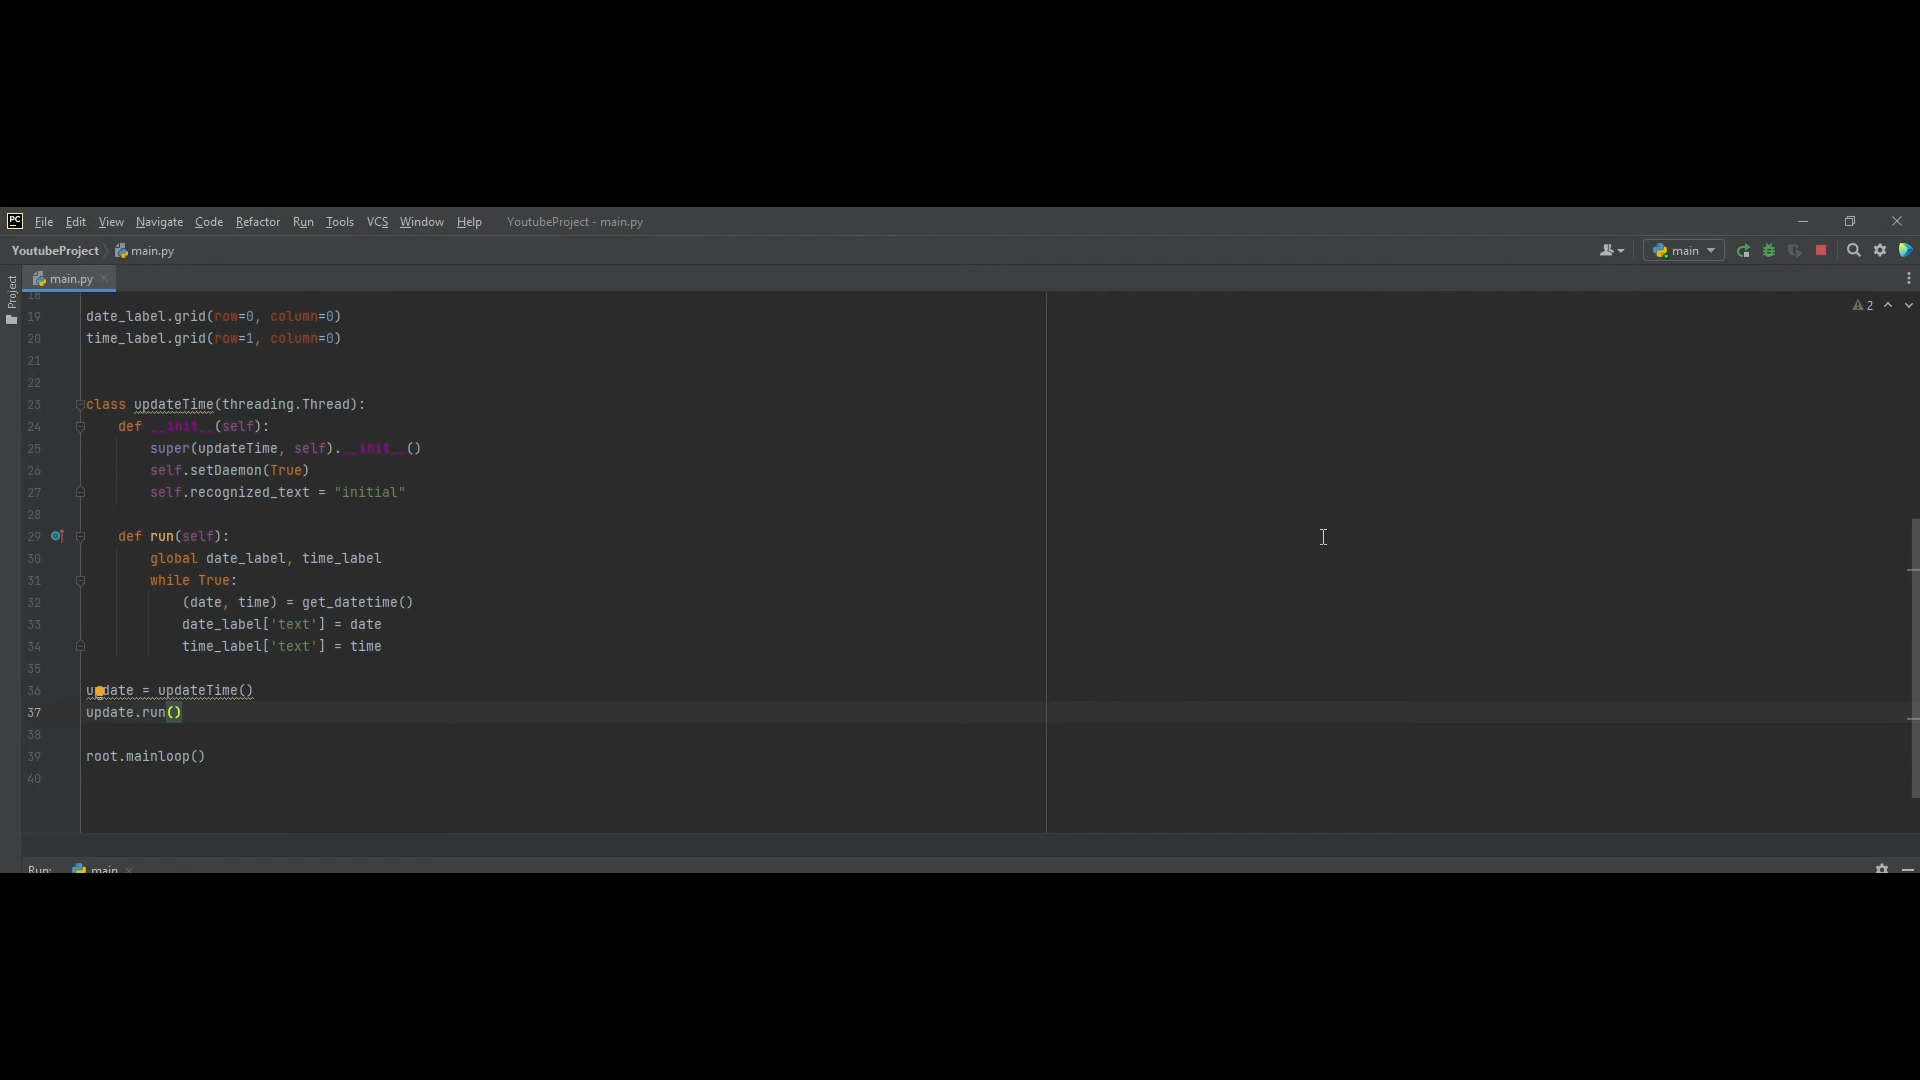 PC File Edit View Navigate Code Refactor Run Tools VCS Window Help YoutubeProject - main.py
YoutubeProject main.py main
main.py
Project
2
18
19 date_label.grid(row=0, column=0)
20 time_label.grid(row=1, column=0)
21
22
23 class updateTime(threading.Thread):
24 def __init__(self):
25 super(updateTime, self).__init__()
26 self.setDaemon(True)
27 self.recognized_text = "initial"
28
29 def run(self):
30 global date_label, time_label
31 while True:
32 (date, time) = get_datetime()
33 date_label['text'] = date
34 time_label['text'] = time
35
36 update = updateTime()
37 update.run()
38
39 root.mainloop()
40
Run: main